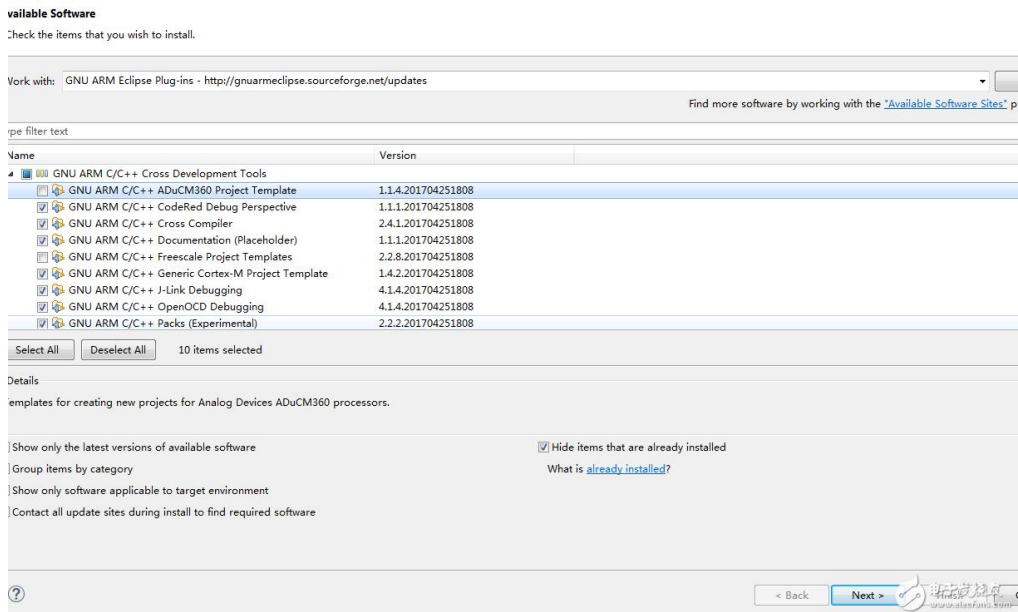 vailable Software
Check the items that you wish to install.
Work with: GNU ARM Eclipse Plug-ins - http://gnuarmeclipse.sourceforge.net/updates
Find more software by working with the "Available Software Sites" p
ype filter text
Name Version
GNU ARM C/C++ Cross Development Tools
GNU ARM C/C++ ADuCM360 Project Template 1.1.4.201704251808
GNU ARM C/C++ CodeRed Debug Perspective 1.1.1.201704251808
GNU ARM C/C++ Cross Compiler 2.4.1.201704251808
GNU ARM C/C++ Documentation (Placeholder) 1.1.1.201704251808
GNU ARM C/C++ Freescale Project Templates 2.2.8.201704251808
GNU ARM C/C++ Generic Cortex-M Project Template 1.4.2.201704251808
GNU ARM C/C++ J-Link Debugging 4.1.4.201704251808
GNU ARM C/C++ OpenOCD Debugging 4.1.4.201704251808
GNU ARM C/C++ Packs (Experimental) 2.2.2.201704251808
Select All Deselect All 10 items selected
Details
emplates for creating new projects for Analog Devices ADuCM360 processors.
Show only the latest versions of available software Hide items that are already installed
Group items by category What is already installed?
Show only software applicable to target environment
Contact all update sites during install to find required software
? < Back Next >
电子发烧友
www.elecfans.com